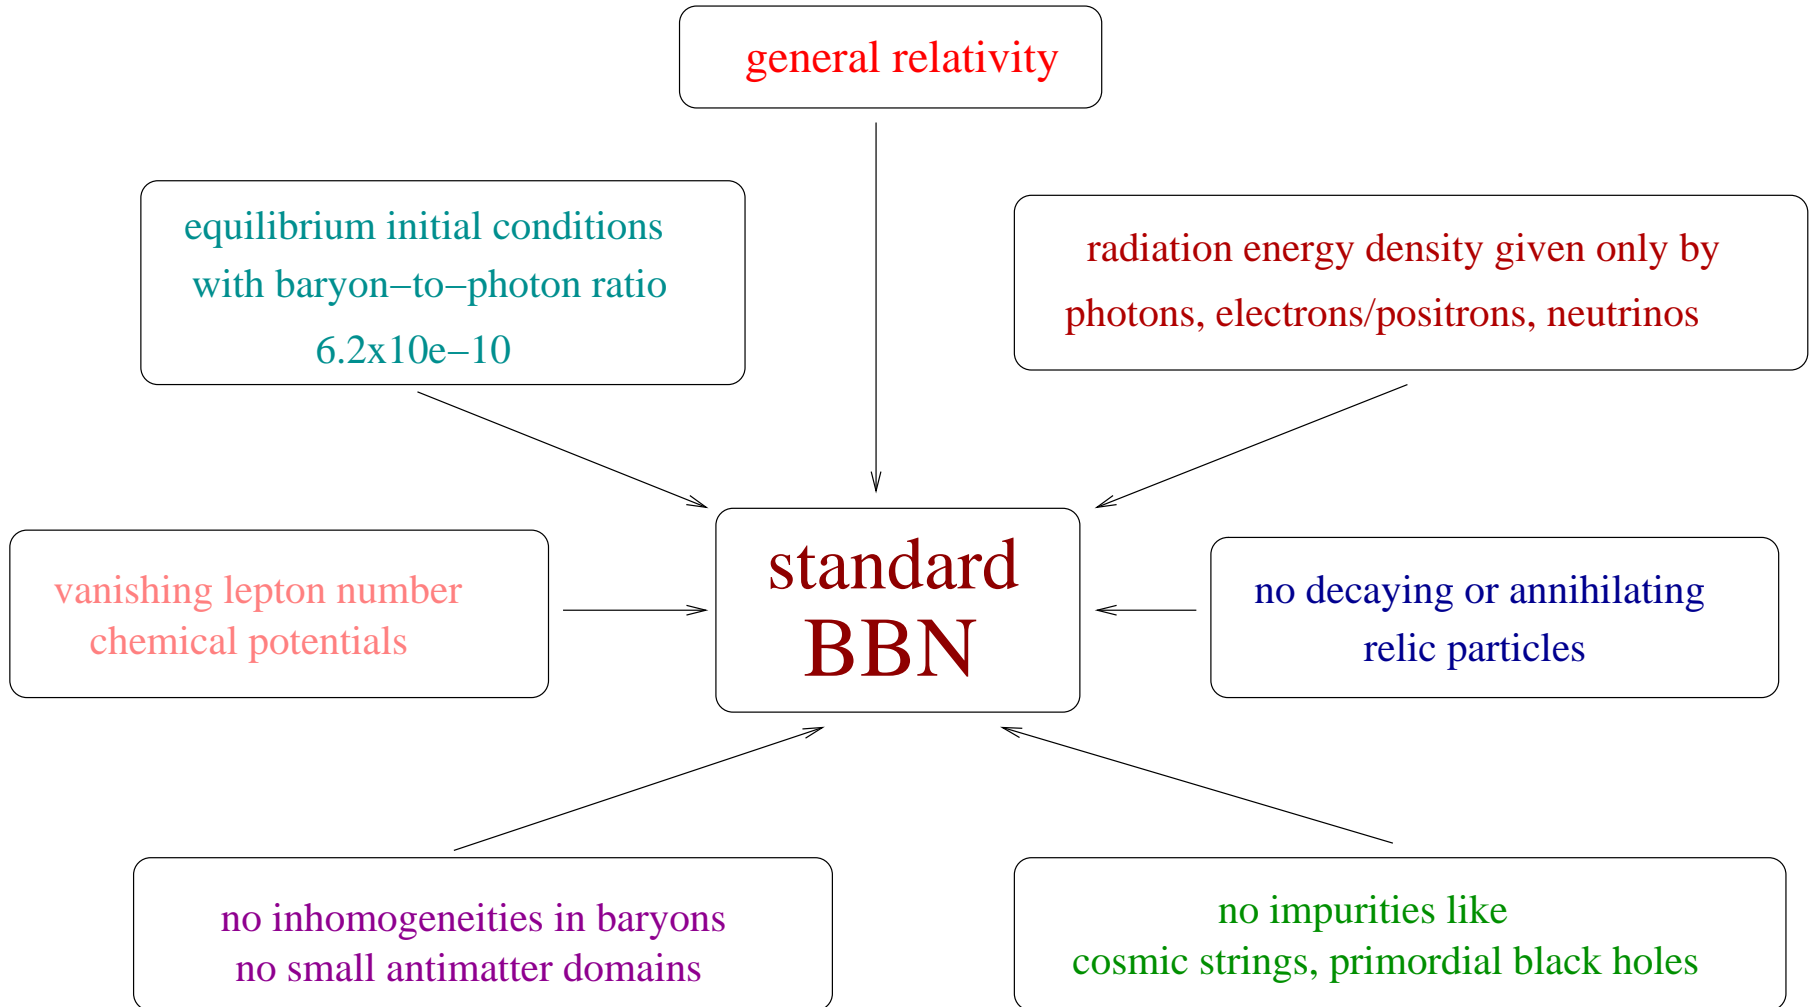 general relativity
equilibrium initial conditions
with baryon−to−photon ratio
6.2x10e−10
radiation energy density given only by
photons, electrons/positrons, neutrinos
standard
BBN
vanishing lepton number
chemical potentials
no decaying or annihilating
relic particles
no inhomogeneities in baryons
no small antimatter domains
no impurities like
cosmic strings, primordial black holes